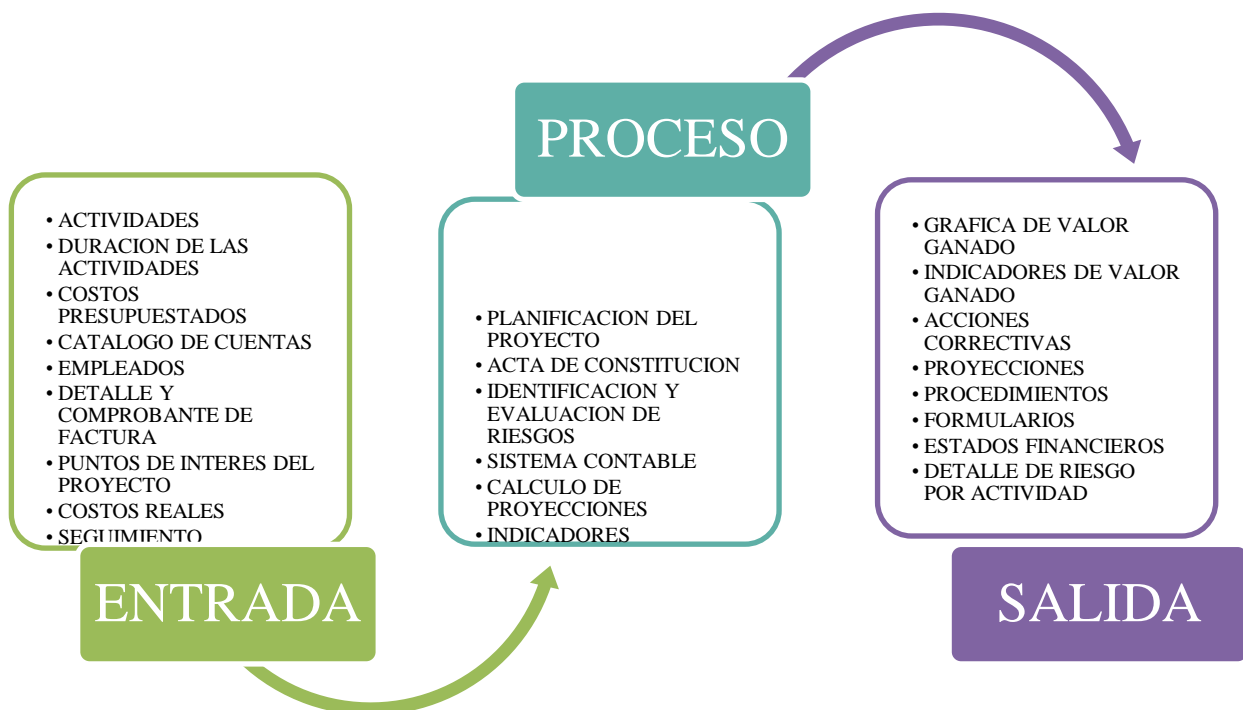 PROCESO
• ACTIVIDADES
• DURACION DE LAS
ACTIVIDADES
• COSTOS
PRESUPUESTADOS
• CATALOGO DE CUENTAS
• EMPLEADOS
• DETALLE Y
COMPROBANTE DE
FACTURA
• PUNTOS DE INTERES DEL
PROYECTO
• COSTOS REALES
• SEGUIMIENTO
ENTRADA
• PLANIFICACION DEL
PROYECTO
• ACTA DE CONSTITUCION
• IDENTIFICACION Y
EVALUACION DE
RIESGOS
• SISTEMA CONTABLE
• CALCULO DE
PROYECCIONES
• INDICADORES
• GRAFICA DE VALOR
GANADO
• INDICADORES DE VALOR
GANADO
• ACCIONES
CORRECTIVAS
• PROYECCIONES
• PROCEDIMIENTOS
• FORMULARIOS
• ESTADOS FINANCIEROS
• DETALLE DE RIESGO
POR ACTIVIDAD
SALIDA